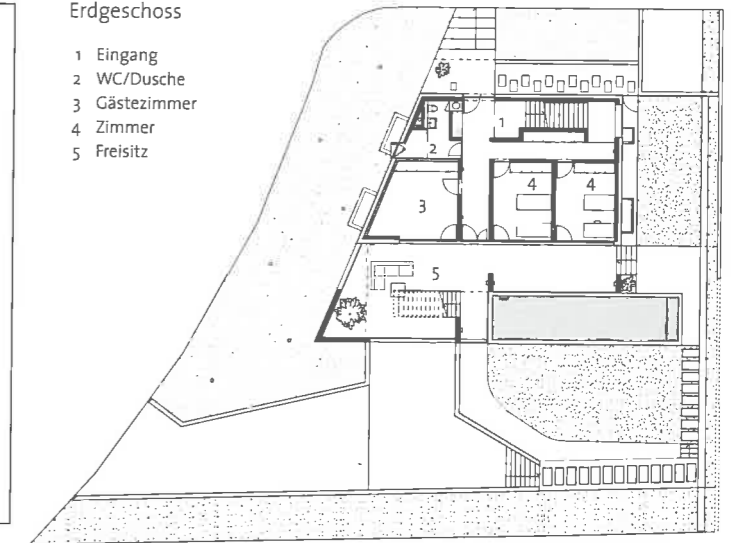 Erdgeschoss
1 Eingang
2 WC/Dusche
3 Gästezimmer
4 Zimmer
5 Freisitz
1
2
4 4
3
5